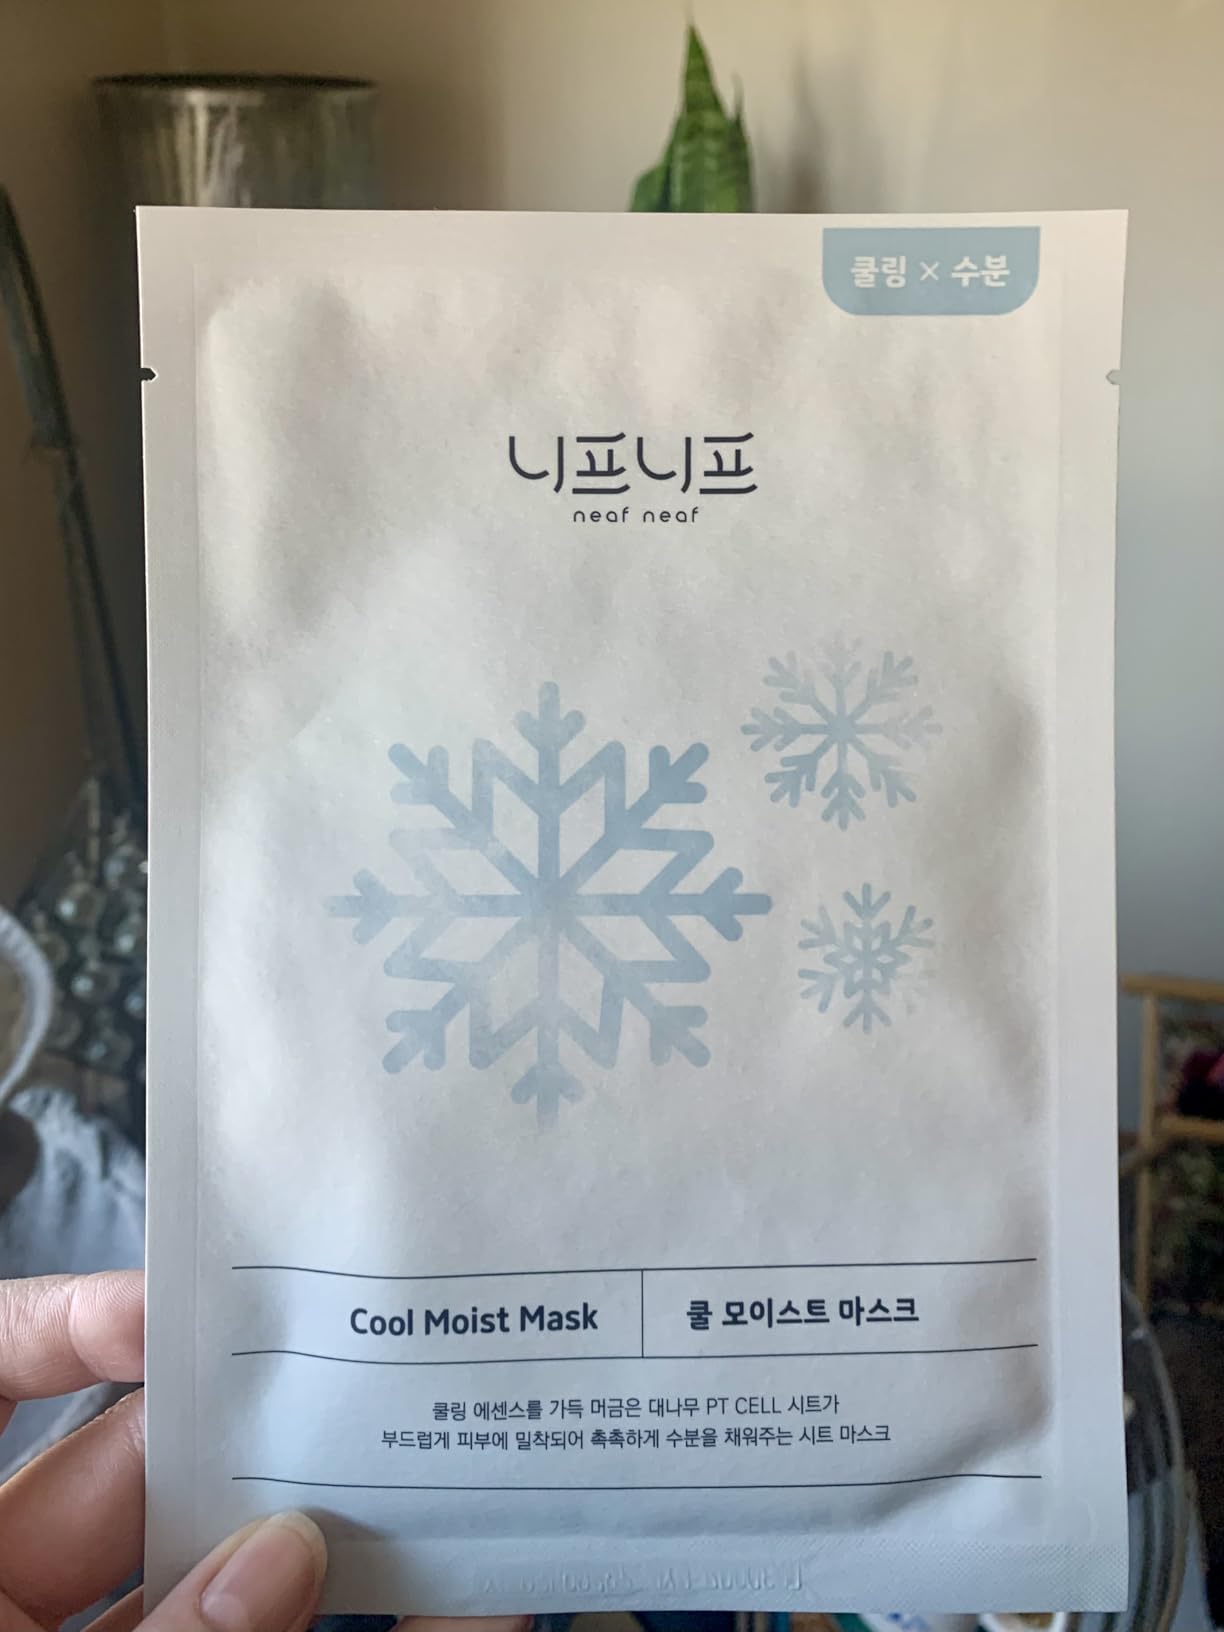 쿨링 × 수분
니프니프
neaf neaf
Cool Moist Mask
쿨 모이스트 마스크
쿨링 에센스를 가득 머금은 대나무 PT CELL 시트가
부드럽게 피부에 밀착되어 촉촉하게 수분을 채워주는 시트 마스크